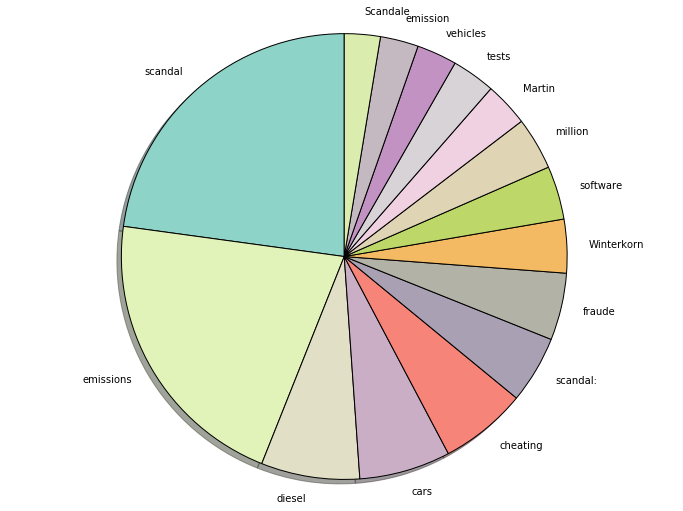 Scandale
emission
vehicles
tests
Martin
million
software
Winterkorn
fraude
scandal:
cheating
cars
diesel
emissions
scandal